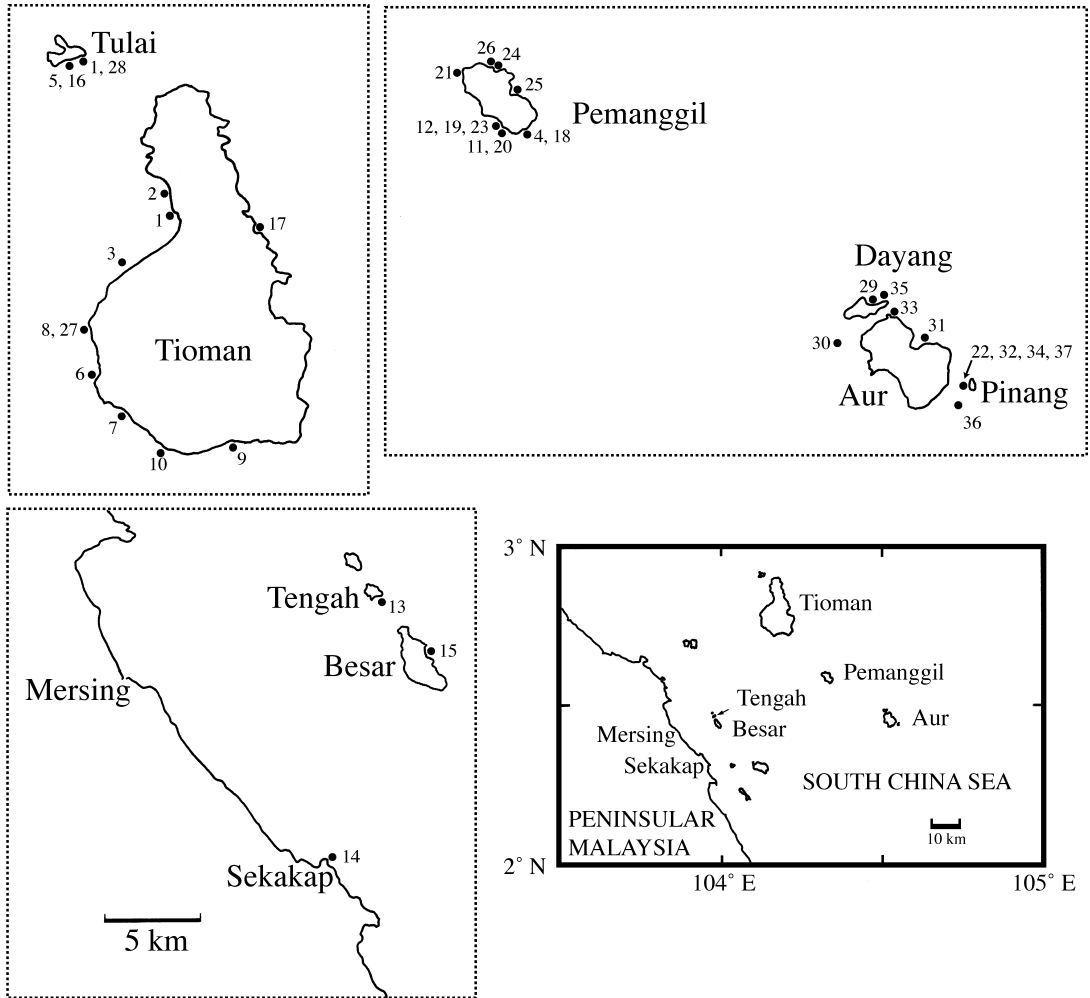 Tulai
1, 28
5, 16
2
1
17
3
8, 27
Tioman
6
7
10
9
26
24
21
25
Pemanggil
12, 19, 23
11, 20
4, 18
Dayang
29
35
33
31
30
22, 32, 34, 37
Aur
Pinang
36
Tengah
13
15
Besar
Mersing
14
Sekakap
5 km
3° N
Tioman
Pemanggil
Tengah
Aur
Besar
Mersing
Sekakap
SOUTH CHINA SEA
PENINSULAR
MALAYSIA
10 km
2° N
104° E
105° E